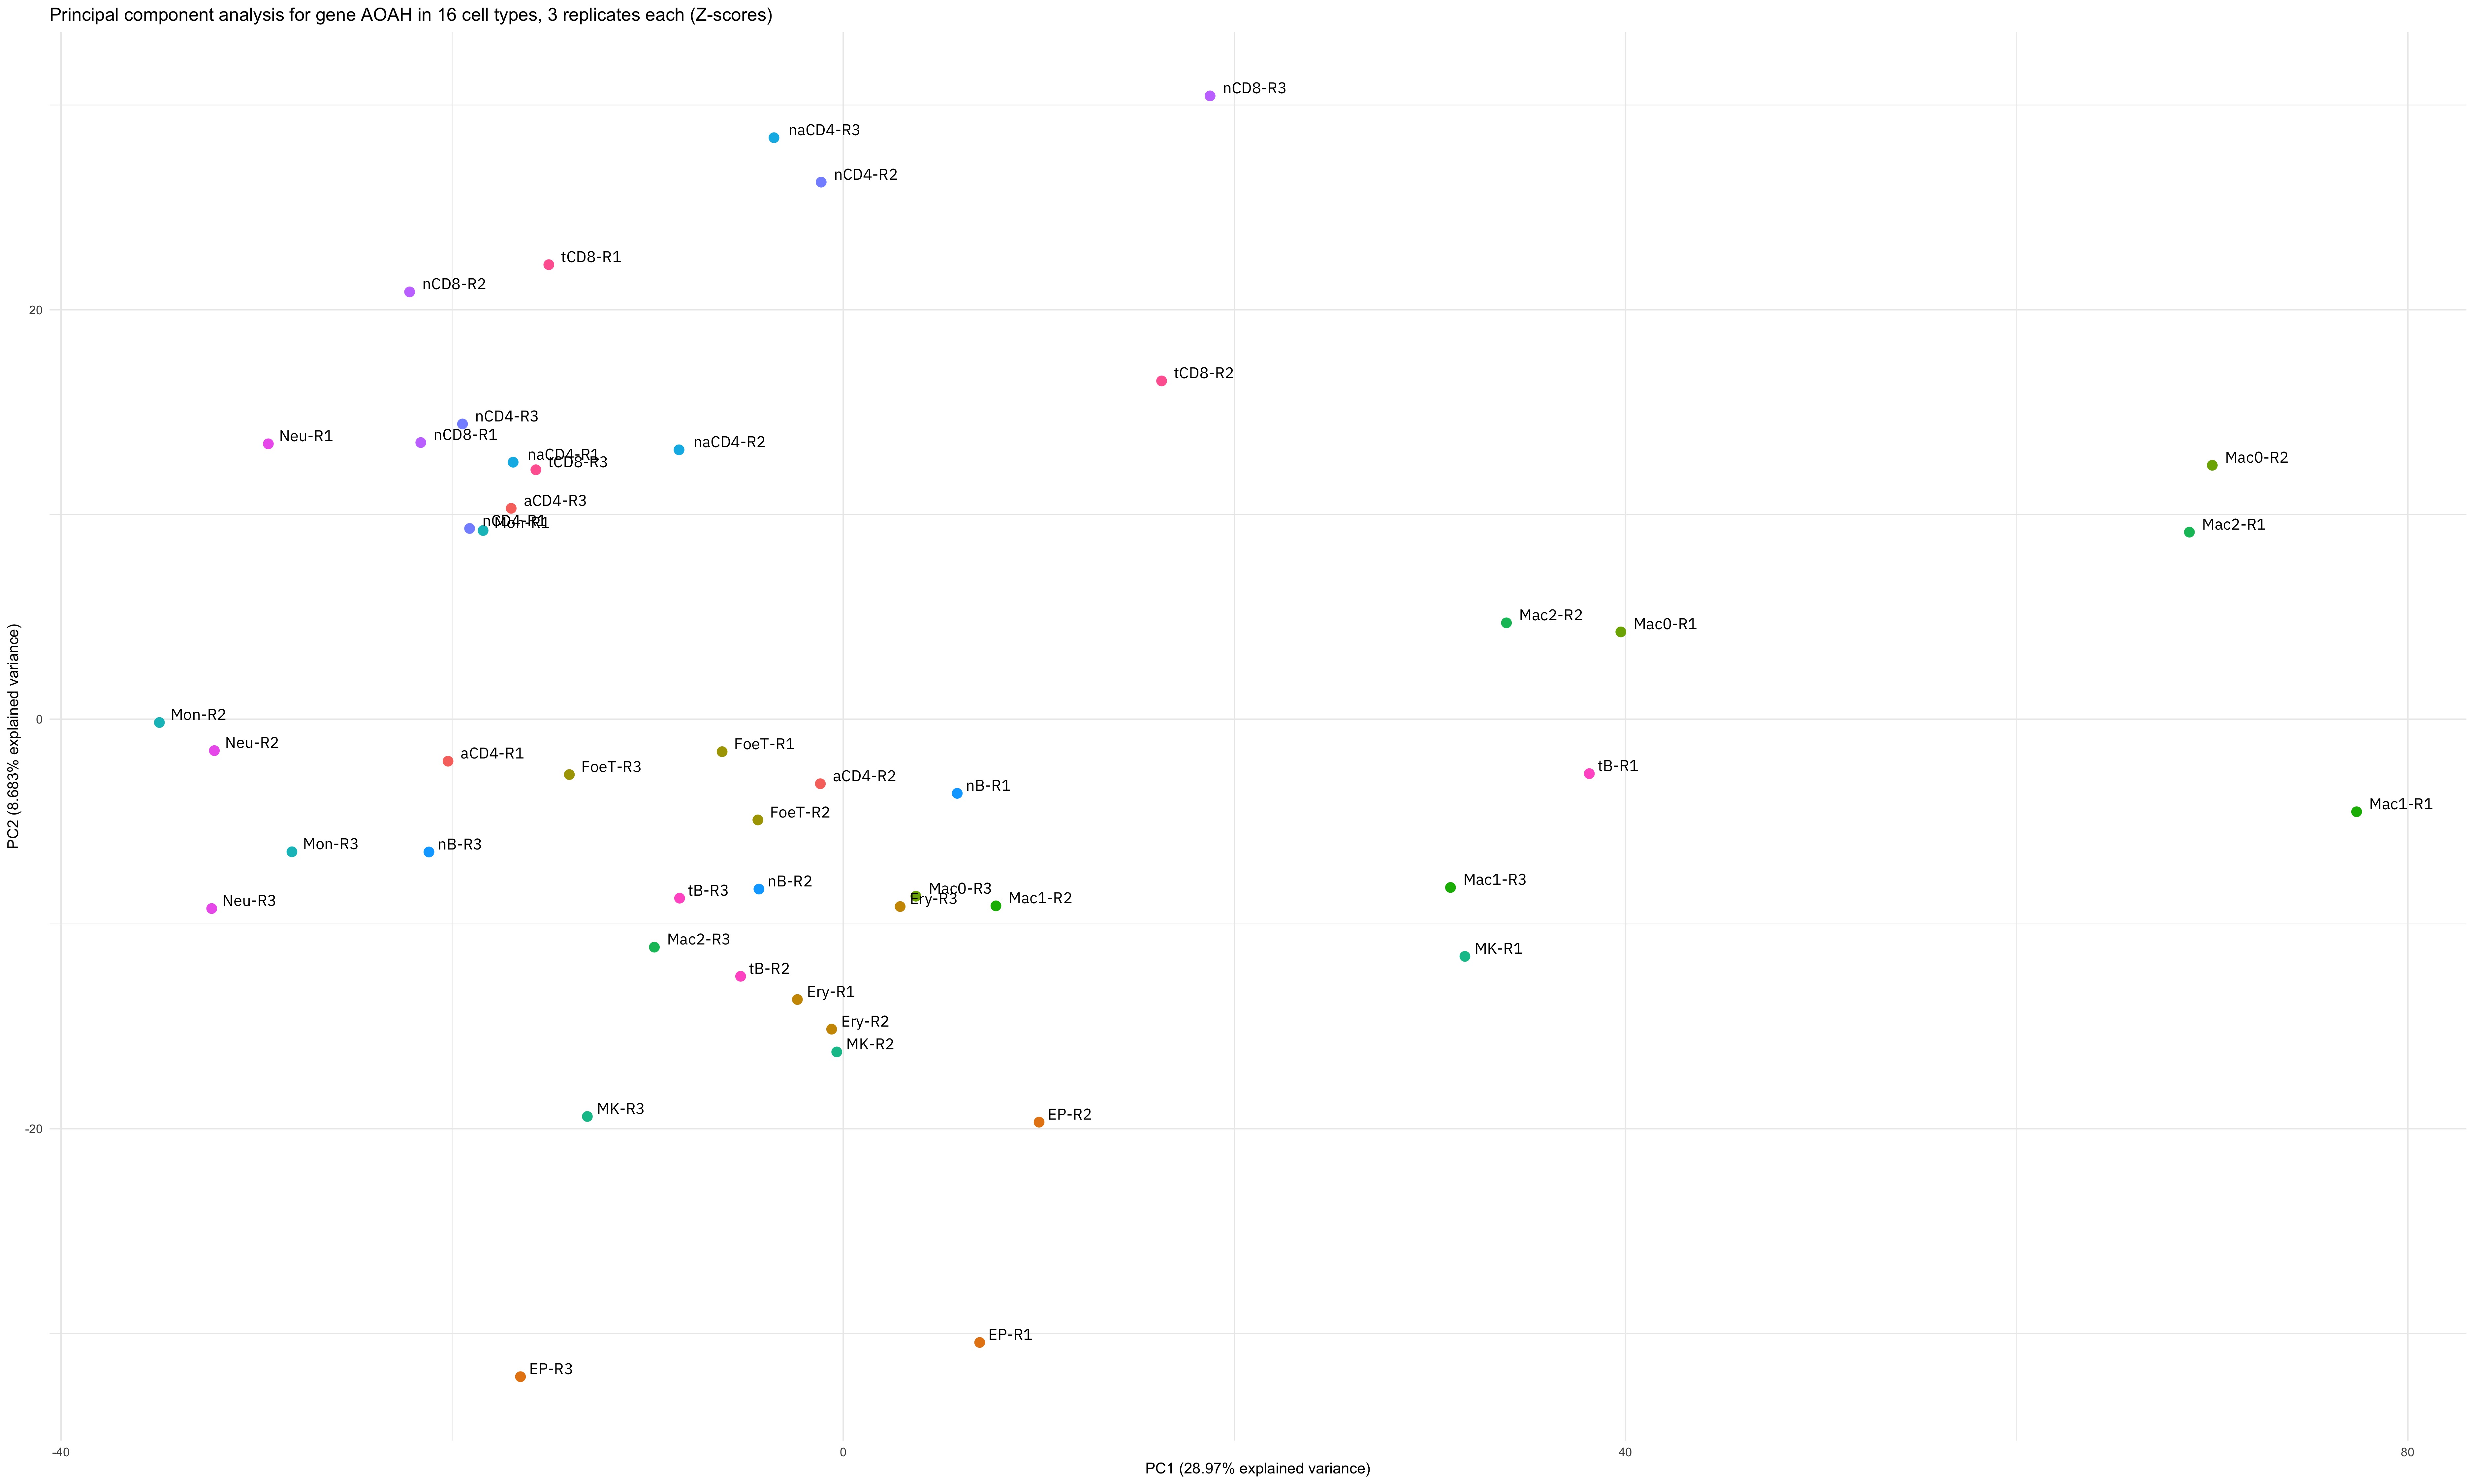 Principal component analysis for gene AOAH in 16 cell types, 3 replicates each (Z-scores)
nCD8-R3
naCD4-R3
nCD4-R2
tCD8-R1
nCD8-R2
20
tCD8-R2
nCD4-R3
Neu-R1
nCD8-R1
naCD4-R2
naCD4-R1
tCD8-R3
Mac0-R2
aCD4-R3
nCD4-R1
Mon-R1
Mac2-R1
Mac2-R2
Mac0-R1
PC2 (8.683% explained variance)
0
Mon-R2
Neu-R2
FoeT-R1
aCD4-R1
FoeT-R3
aCD4-R2
nB-R1
tB-R1
Mac1-R1
FoeT-R2
Mon-R3
nB-R3
Mac1-R3
nB-R2
tB-R3
Mac0-R3
Ery-R3
Mac1-R2
Neu-R3
Mac2-R3
MK-R1
tB-R2
Ery-R1
Ery-R2
MK-R2
MK-R3
EP-R2
-20
EP-R1
EP-R3
-40
0
40
80
PC1 (28.97% explained variance)